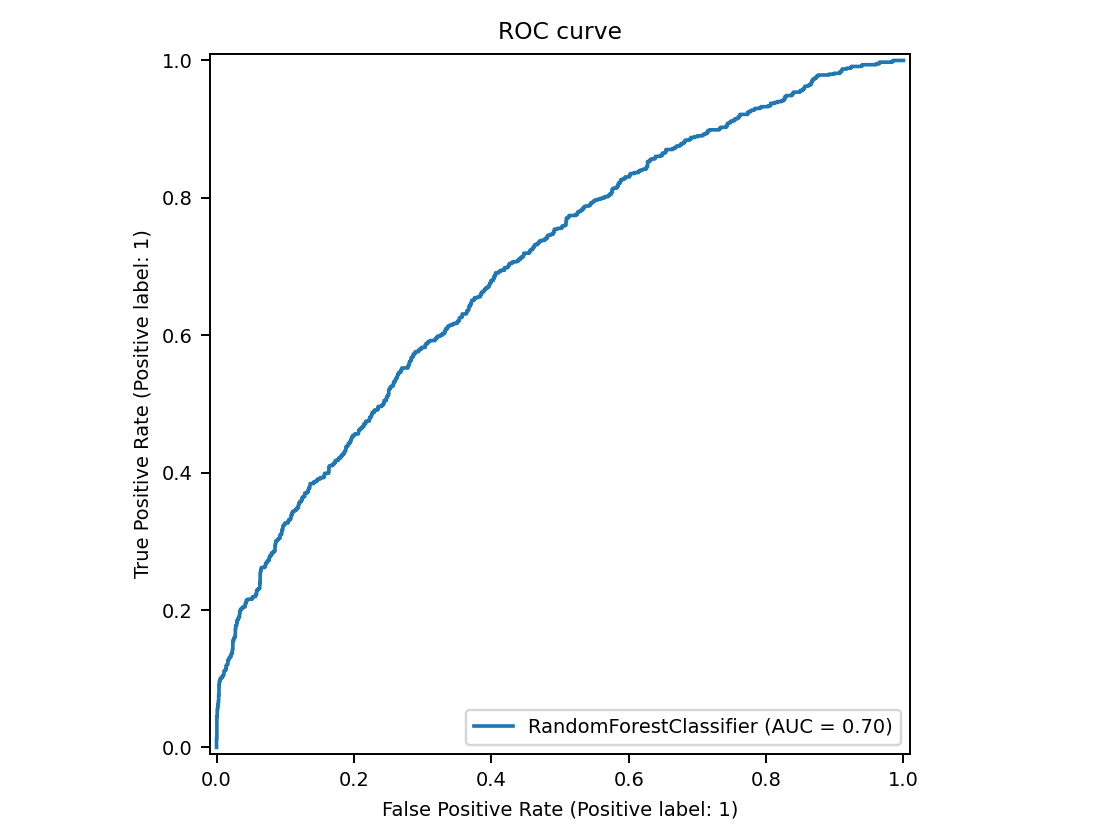 ROC curve
True Positive Rate (Positive label: 1)
1.0
0.8
0.6
0.4
0.2
0.0
RandomForestClassifier (AUC = 0.70)
0.0 0.2 0.4 0.6 0.8 1.0
False Positive Rate (Positive label: 1)